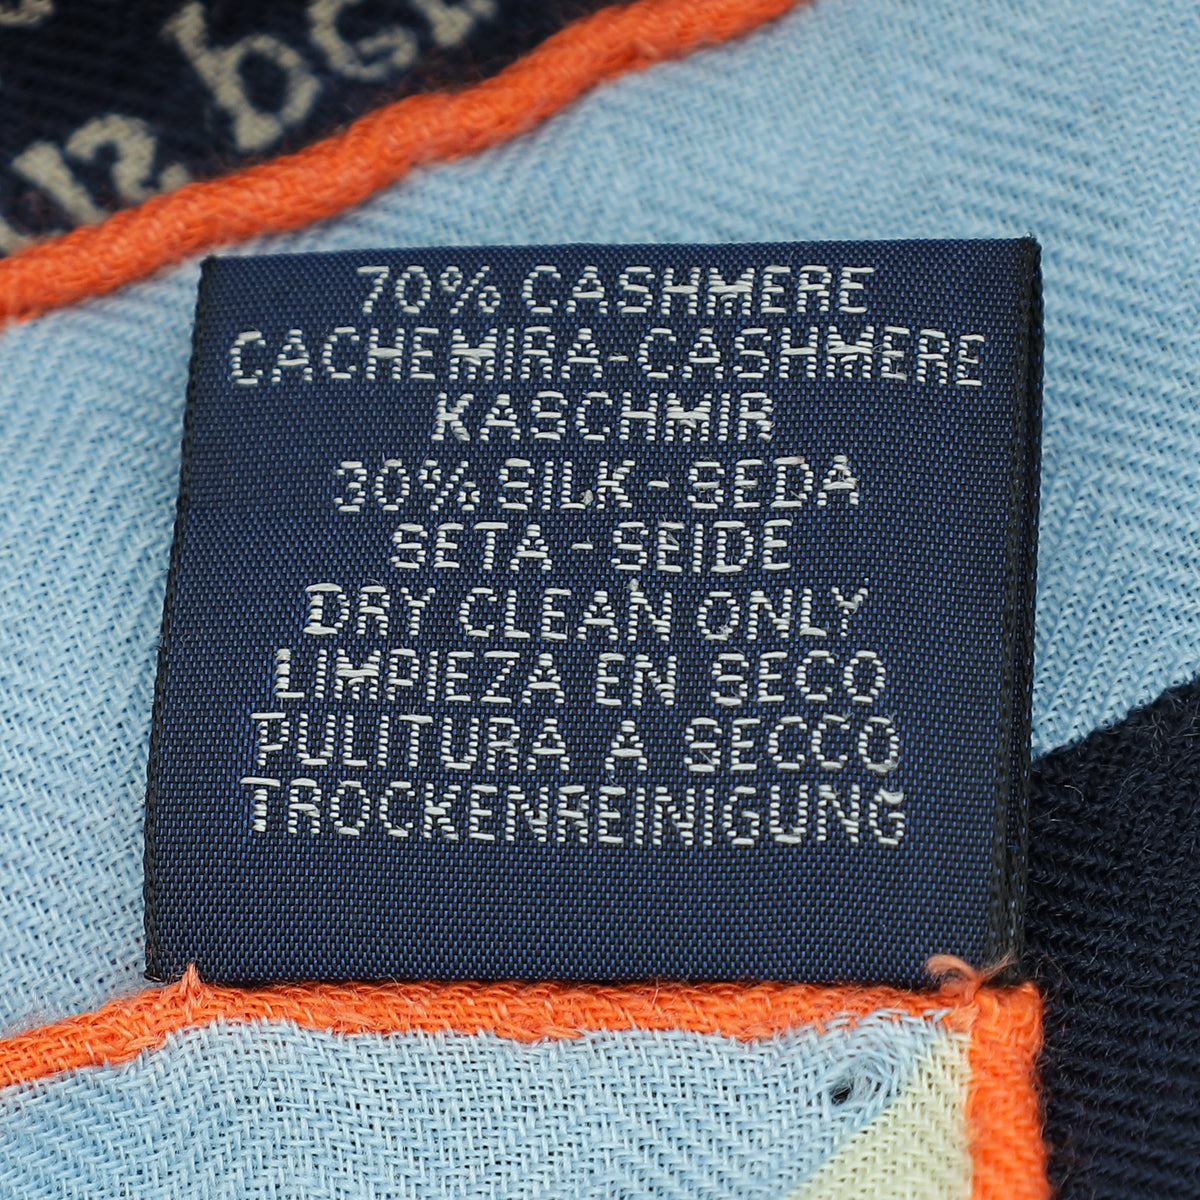 70% CASHMERE
CACHEMIRA-CASHMERE
KASCHMIR
30% SILK - SEDA
SETA - SEIDE
DRY CLEAN ONLY
LIMPIEZA EN SECO
PULITURA A SECCO
TROCKENREINIGUNG